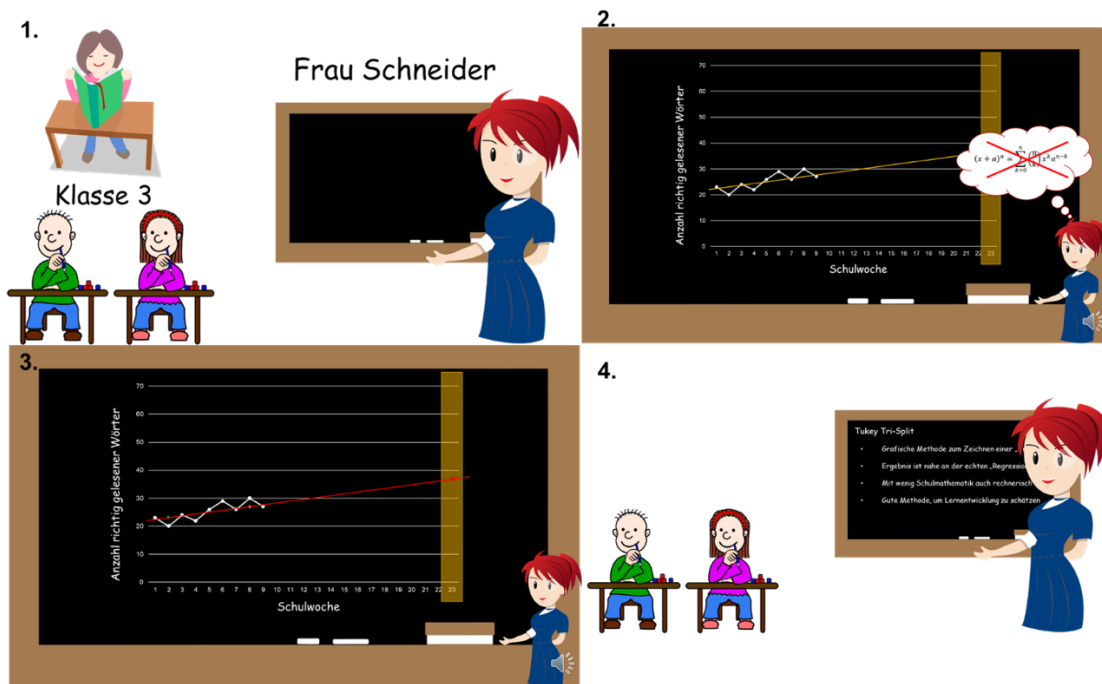 1.
Frau Schneider
Klasse 3
2.
Anzahl richtig gelesener Wörter
70
60
50
40
30
20
10
0
1 2 3 4 5 6 7 8 9 10 11 12 13 14 15 16 17 18 19 20 21 22 23
Schulwoche
3.
Anzahl richtig gelesener Wörter
70
60
50
40
30
20
10
0
1 2 3 4 5 6 7 8 9 10 11 12 13 14 15 16 17 18 19 20 21 22 23
Schulwoche
4.
Tukey Tri-Split
• Grafische Methode zum Zeichnen einer „
• Ergebnis ist nahe an der echten „Regression
• Mit wenig Schulmathematik auch rechnerisch
• Gute Methode, um Lernentwicklung zu schätzen